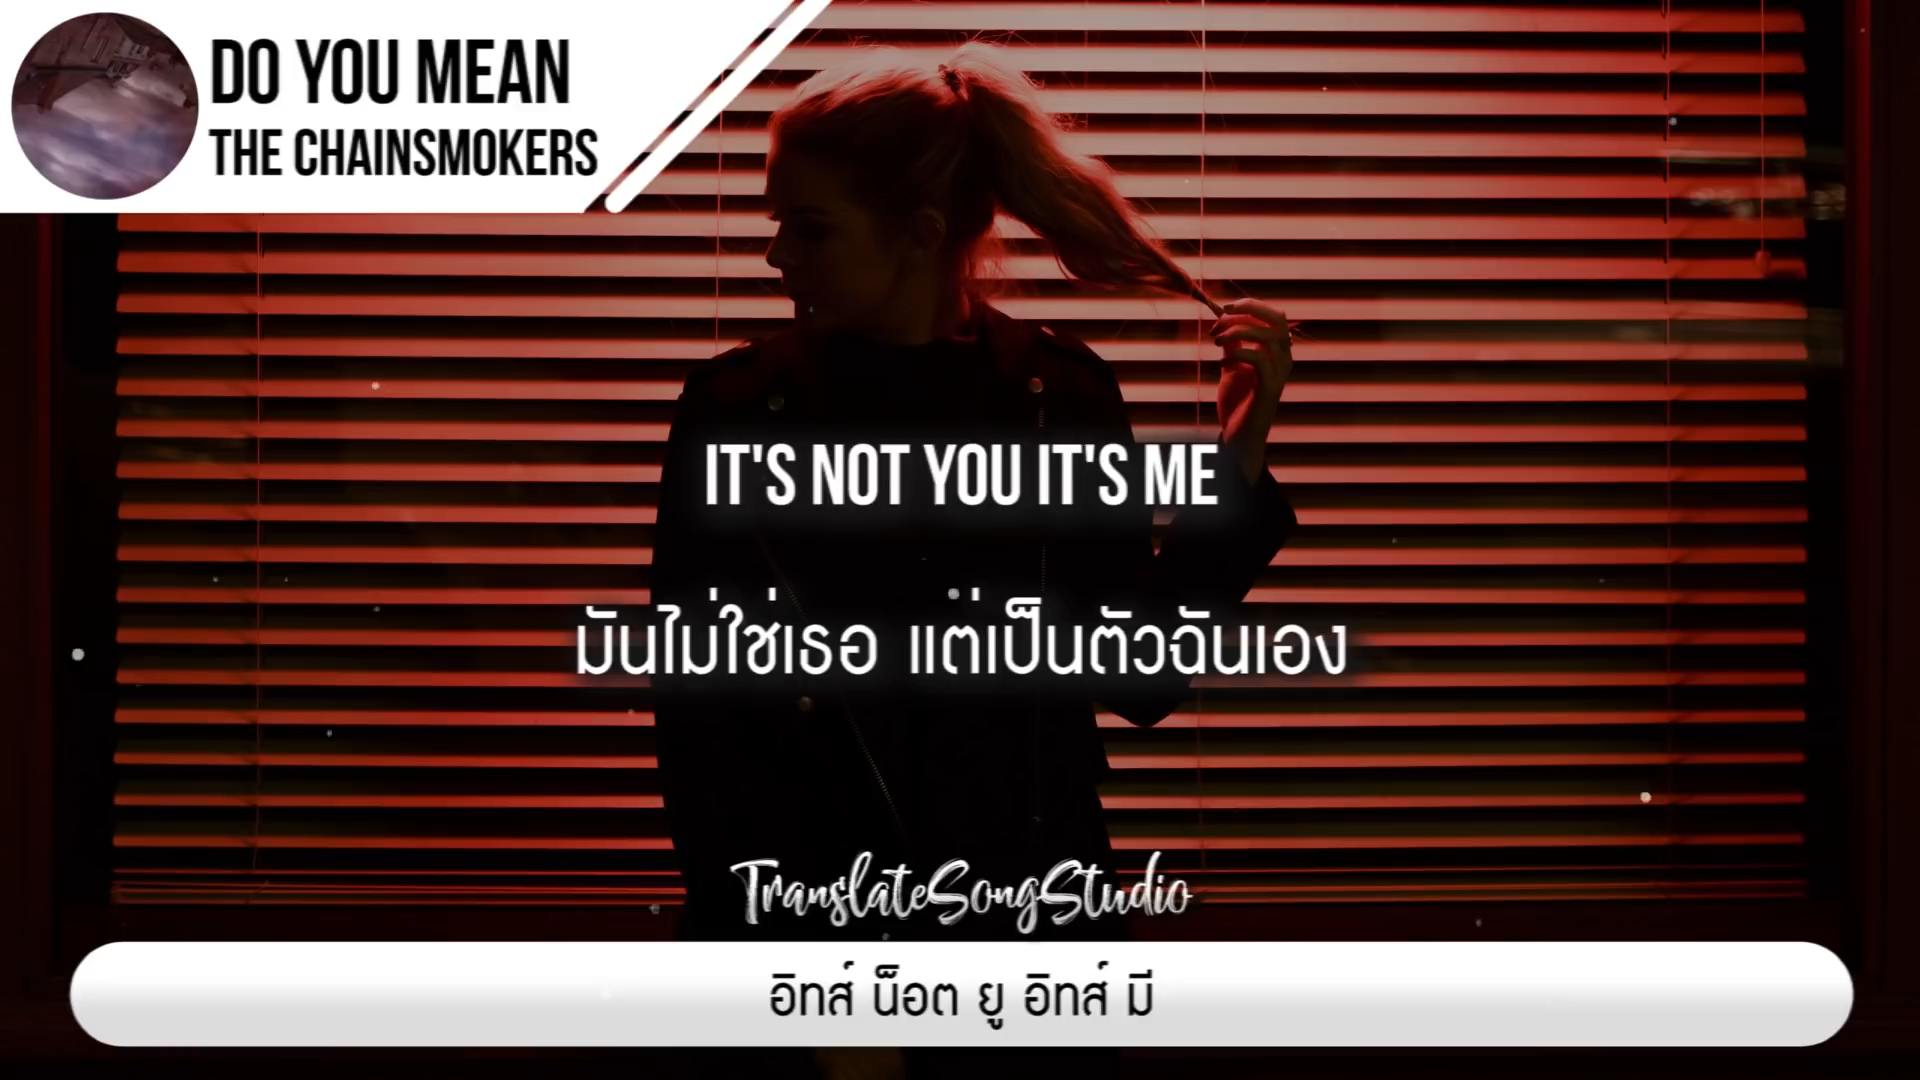 DO YOU MEAN
THE CHAINSMOKERS
IT'S NOT YOU IT'S ME
มันไม่ใช่เธอ แต่เป็นตัวฉันเอง
TranslateSongStudio
อิทส์ น็อต ยู อิทส์ มี